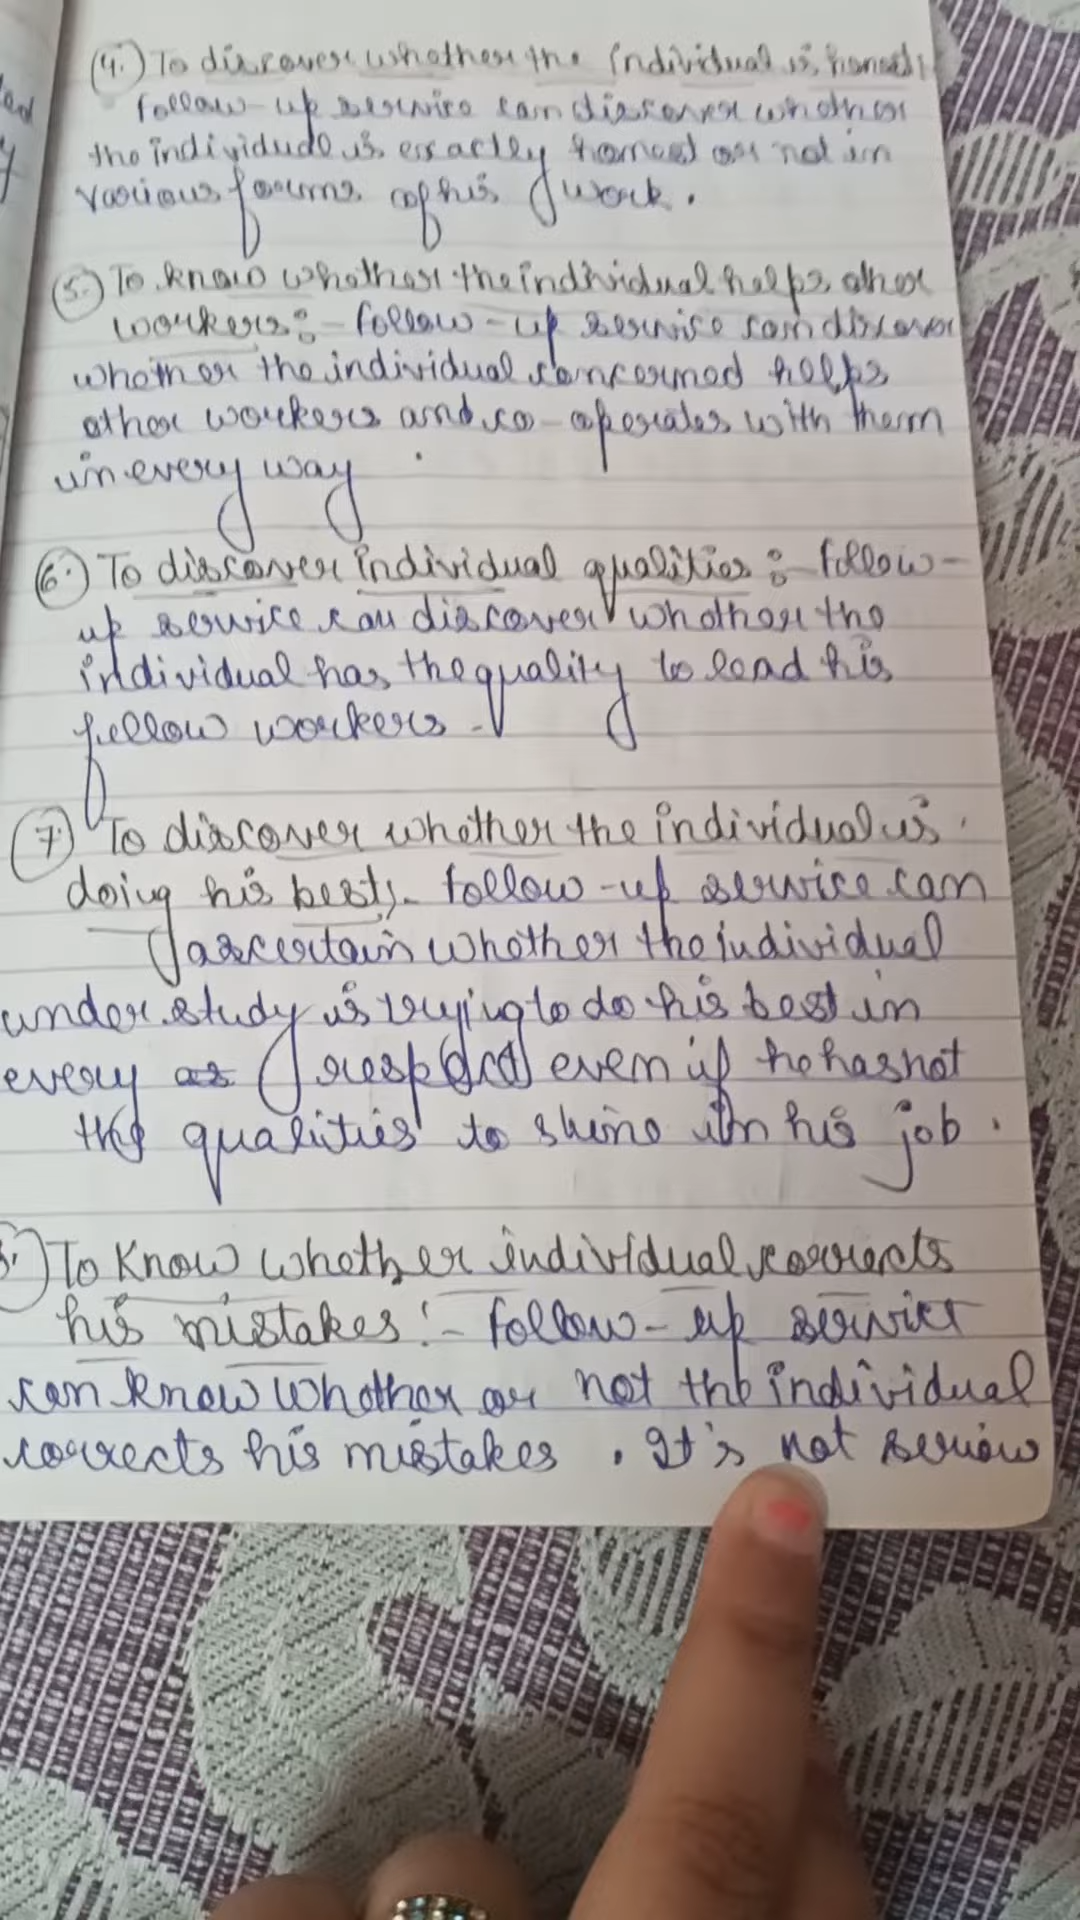 (4.) To discover whether the individual is honest:
follow-up service can discover whether
the individual is exactly honest or not in
various forms of his work.
(5.) To know whether the individual helps other
workers:- follow-up service can discover
whether the individual concerned helps
other workers and co-operates with them
in every way.
(6.) To discover individual qualities:- follow-
up service can discover whether the
individual has the quality to lead his
fellow workers.
(7.) To discover whether the individual is
doing his best:- follow-up service can
ascertain whether the individual
under study is trying to do his best in
every as respect even if he has not
the qualities to shine in his job.
To Know whether individual corrects
his mistakes:- follow-up service
can know whether or not the individual
corrects his mistakes. It's not